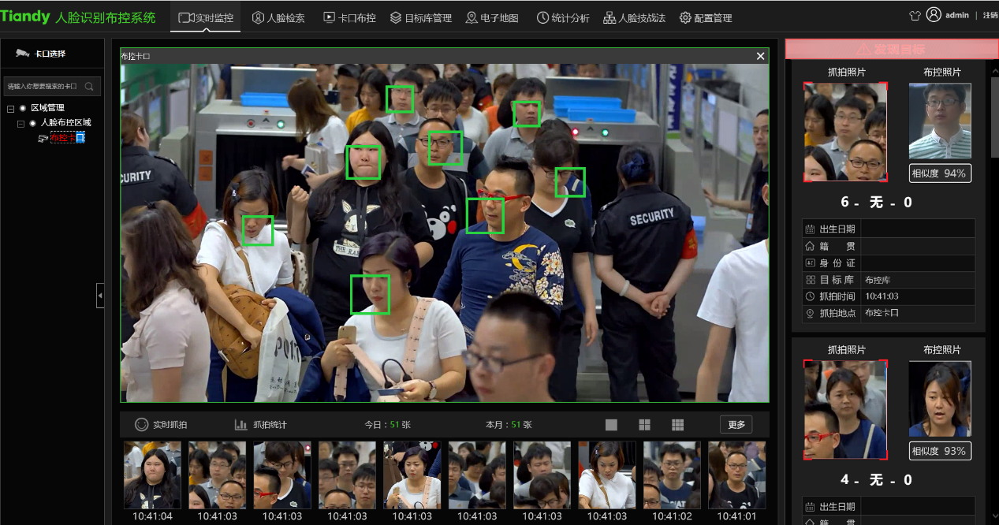 Tiandy 人脸识别布控系统 实时监控 人脸检索 卡口布控 目标库管理 电子地图 统计分析 人脸技战法 配置管理 admin | 注销
卡口选择
请输入你想要搜索的卡口
区域管理
人脸布控区域
布控卡口
布控卡口
SECURITY
SECURITY
THE RAB
实时抓拍 抓拍统计 今日：51 张 本月：51 张 更多
10:41:04 10:41:03 10:41:03 10:41:03 10:41:03 10:41:03 10:41:03 10:41:03 10:41:02 10:41:01
发现目标
抓拍照片 布控照片
相似度 94%
6 - 无 - 0
出生日期
籍 贯
身 份 证
目 标 库 布控库
抓拍时间 10:41:03
抓拍地点 布控卡口
抓拍照片 布控照片
相似度 93%
4 - 无 - 0
出生日期
籍 贯